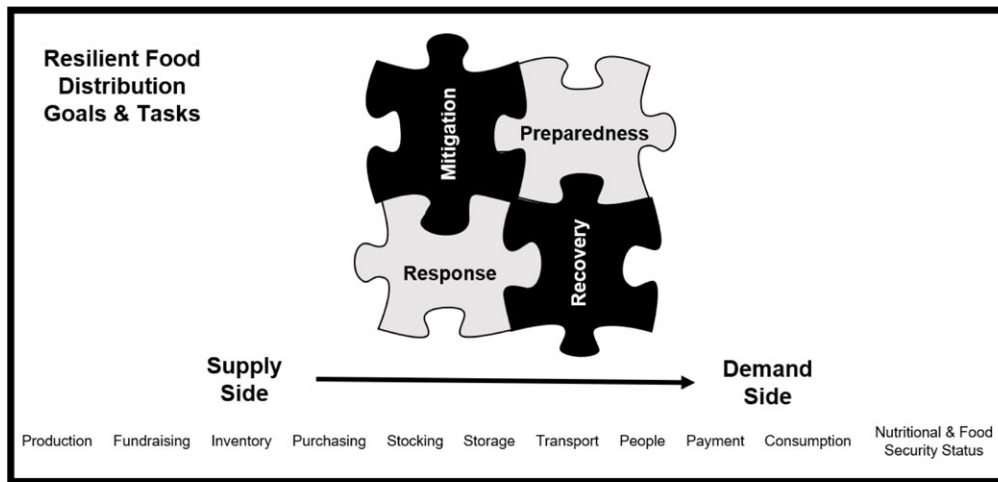 Resilient Food
Distribution
Goals & Tasks
Mitigation
Preparedness
Response
Recovery
Supply
Side
Demand
Side
Production Fundraising Inventory Purchasing Stocking Storage Transport People Payment Consumption Nutritional & Food
Security Status